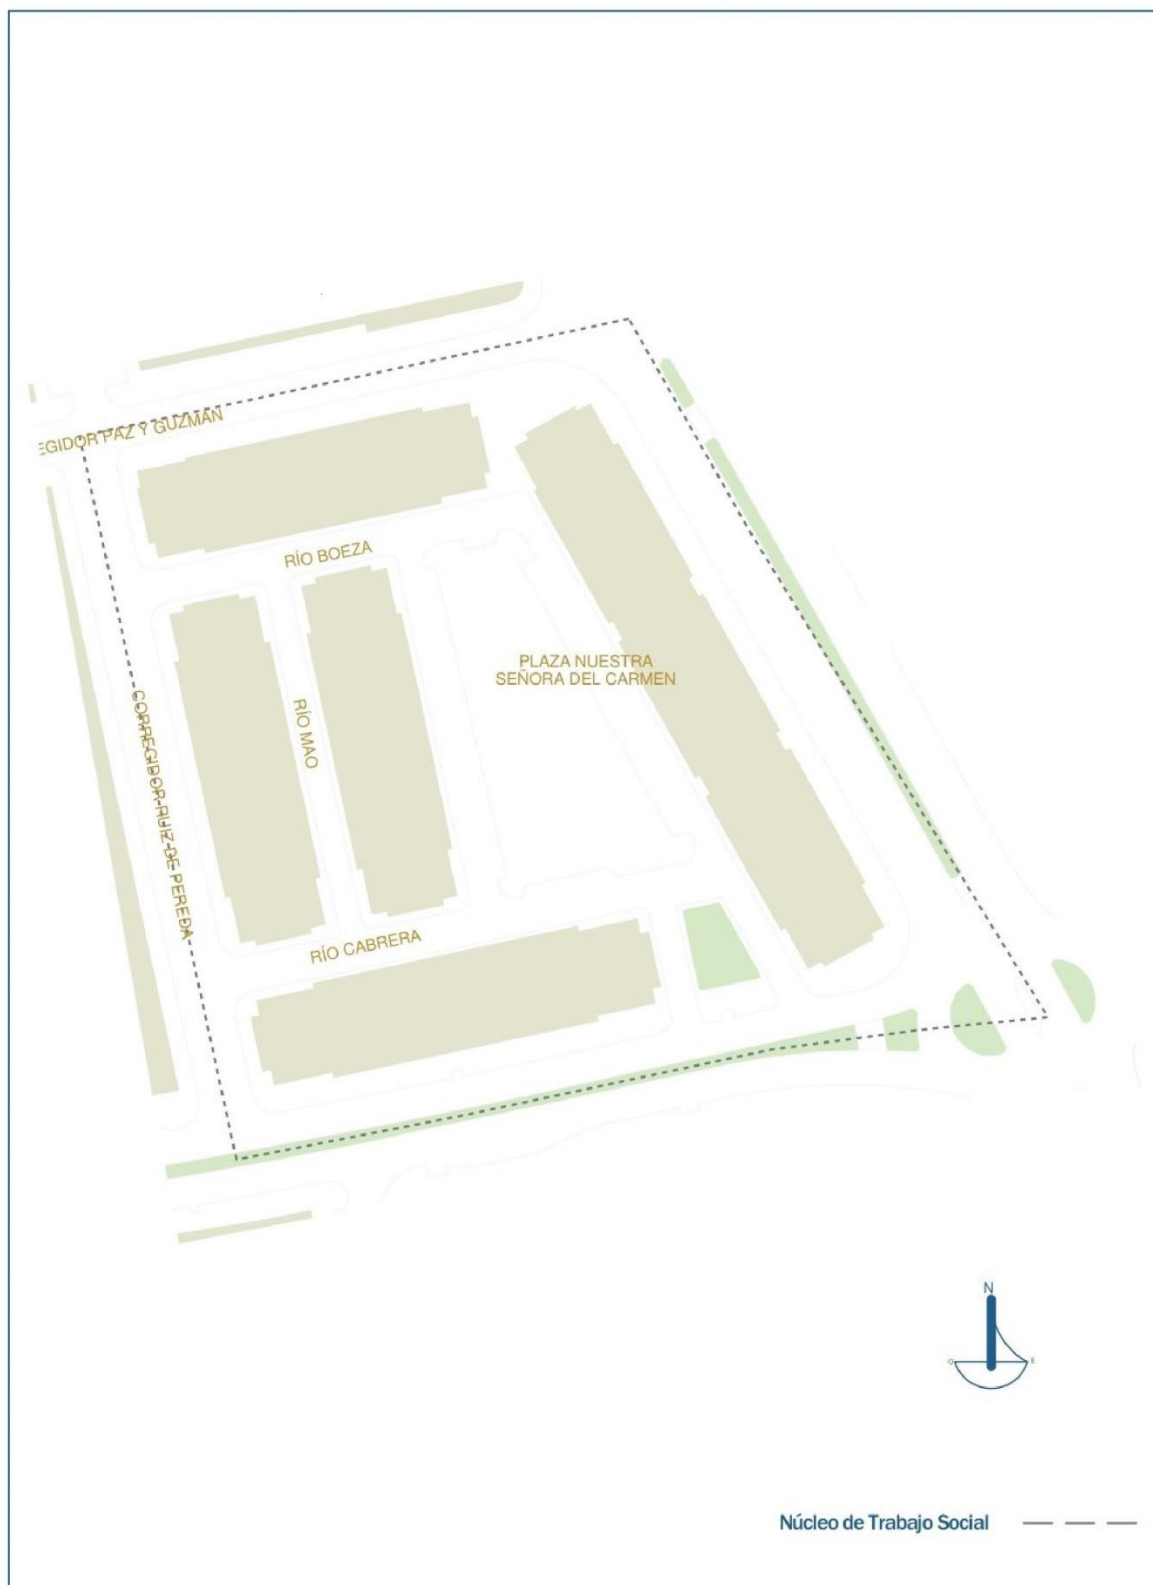 EGIDOR PAZ Y GUZMÁN
RÍO BOEZA
PLAZA NUESTRA
SEÑORA DEL CARMEN
RÍO MAO
CORREGIDOR RUIZ DE PEREDA
RÍO CABRERA
N
O E
Núcleo de Trabajo Social